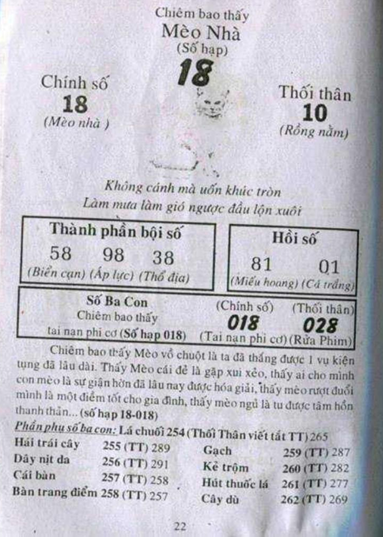 Chiêm bao thấy
Mèo Nhà
(Số hạp)
18
Chính số
18
(Mèo nhà)
Thối thân
10
(Rồng nằm)
Không cánh mà uốn khúc tròn
Làm mưa làm gió ngược đầu lộn xuôi
Thành phần bội số
58 98 38
(Biển cạn) (Áp lực) (Thổ địa)
Hồi số
81 01
(Miếu hoang) (Cá trắng)
Số Ba Con
Chiêm bao thấy
tai nạn phi cơ (Số hạp 018)
(Chính số) (Thối thân)
018 028
(Tai nạn phi cơ) (Rửa Phim)
Chiêm bao thấy Mèo vồ chuột là ta đã thắng được 1 vụ kiện
tụng đã lâu dài. Thấy Mèo cái đẻ là gặp xui xẻo, thấy ai cho mình
con mèo là sự giận hờn đã lâu nay được hóa giải, thấy mèo rượt đuổi
mình là một điềm tốt cho gia đình, thấy mèo ngủ là tu được tâm hồn
thanh thản... (số hạp 18-018)
Phần phụ số ba con: Lá chuối 254 (Thối Thân viết tắt TT) 265
Hái trái cây 255 (TT) 289
Dây nịt da 256 (TT) 291
Cái bàn 257 (TT) 258
Bàn trang điểm 258 (TT) 257
Gạch 259 (TT) 287
Kẻ trộm 260 (TT) 282
Hút thuốc lá 261 (TT) 277
Cây dù 262 (TT) 269
22